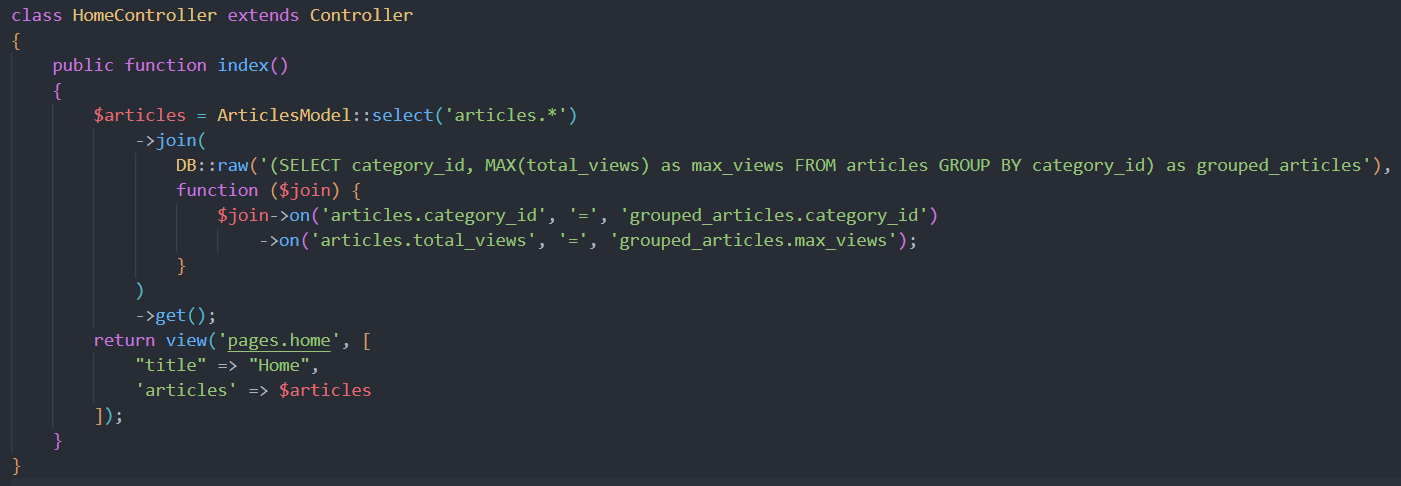 class HomeController extends Controller
{
    public function index()
    {
        $articles = ArticlesModel::select('articles.*')
            ->join(
                DB::raw('(SELECT category_id, MAX(total_views) as max_views FROM articles GROUP BY category_id) as grouped_articles'),
                function ($join) {
                    $join->on('articles.category_id', '=', 'grouped_articles.category_id')
                        ->on('articles.total_views', '=', 'grouped_articles.max_views');
                }
            )
            ->get();
        return view('pages.home', [
            "title" => "Home",
            'articles' => $articles
        ]);
    }
}